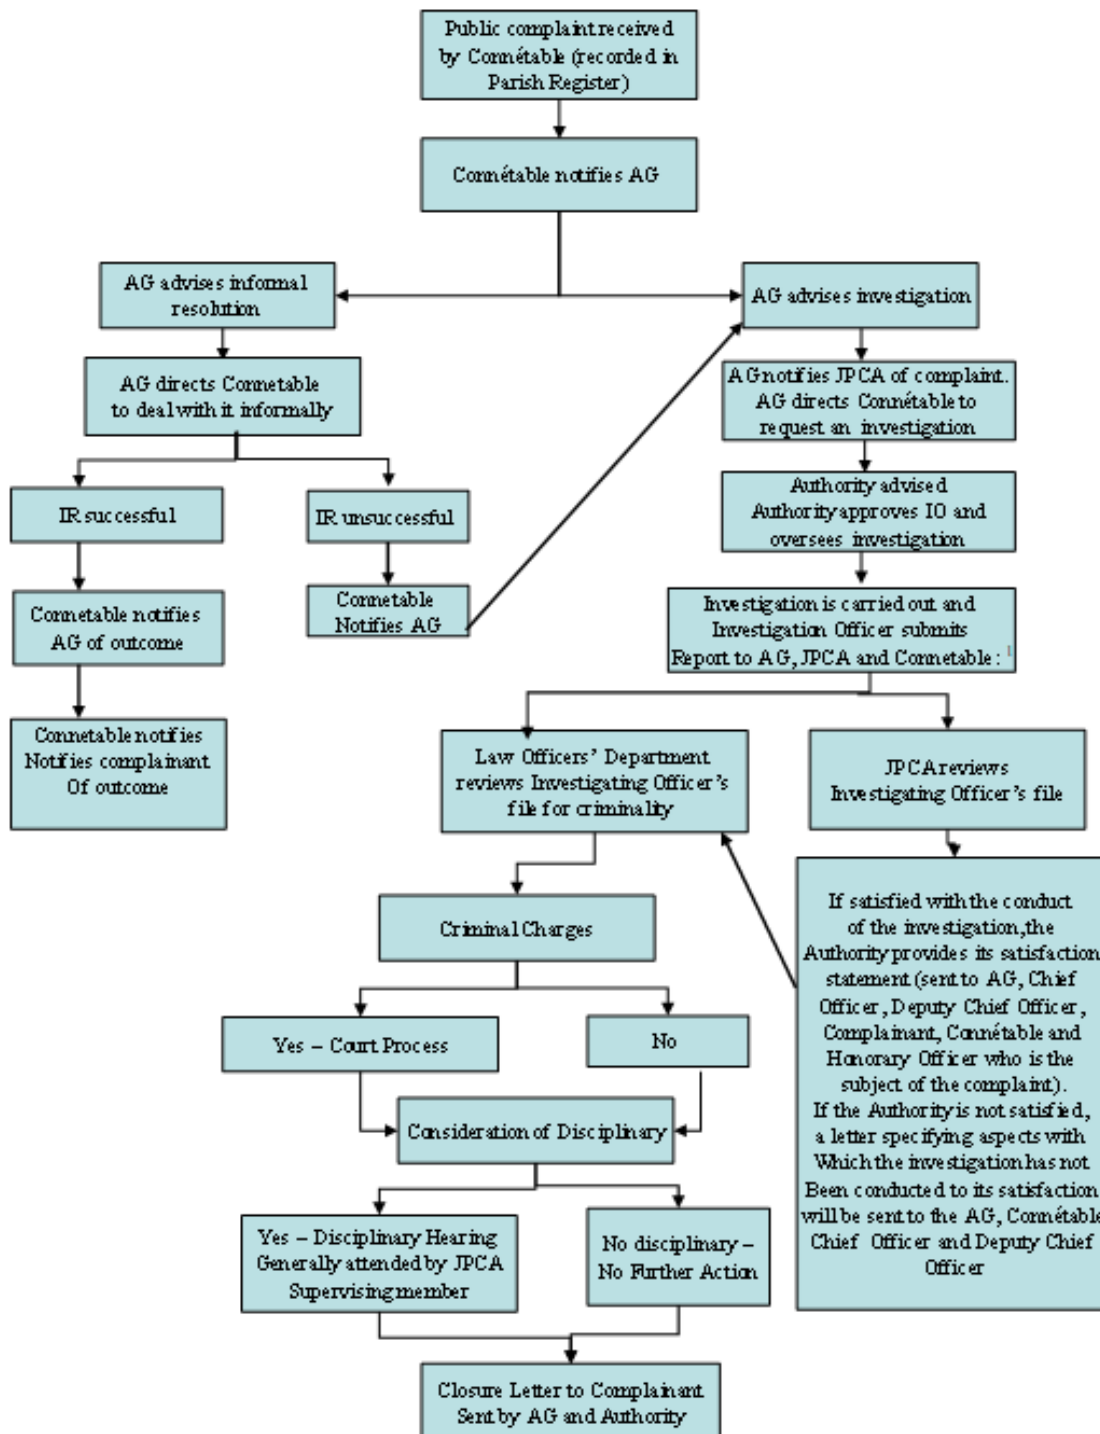 Public complaint received
by Connétable (recorded in
Parish Register)
Connétable notifies AG
AG advises informal
resolution
AG advises investigation
AG directs Connetable
to deal with it informally
AG notifies JPCA of complaint.
AG directs Connétable to
request an investigation
IR successful
IR unsuccessful
Authority advised
Authority approves IO and
oversees investigation
Connetable notifies
AG of outcome
Connetable
Notifies AG
Investigation is carried out and
Investigation Officer submits
Report to AG, JPCA and Connetable: 1
Connetable notifies
Notifies complainant
Of outcome
Law Officers’ Department
reviews Investigating Officer’s
file for criminality
JPCA reviews
Investigating Officer’s file
Criminal Charges
If satisfied with the conduct
of the investigation, the
Authority provides its satisfaction
statement (sent to AG, Chief
Officer, Deputy Chief Officer,
Complainant, Connétable and
Honorary Officer who is the
subject of the complaint).
If the Authority is not satisfied,
a letter specifying aspects with
Which the investigation has not
Been conducted to its satisfaction
will be sent to the AG, Connétable
Chief Officer and Deputy Chief
Officer
Yes – Court Process
No
Consideration of Disciplinary
Yes – Disciplinary Hearing
Generally attended by JPCA
Supervising member
No disciplinary –
No Further Action
Closure Letter to Complainant
Sent by AG and Authority